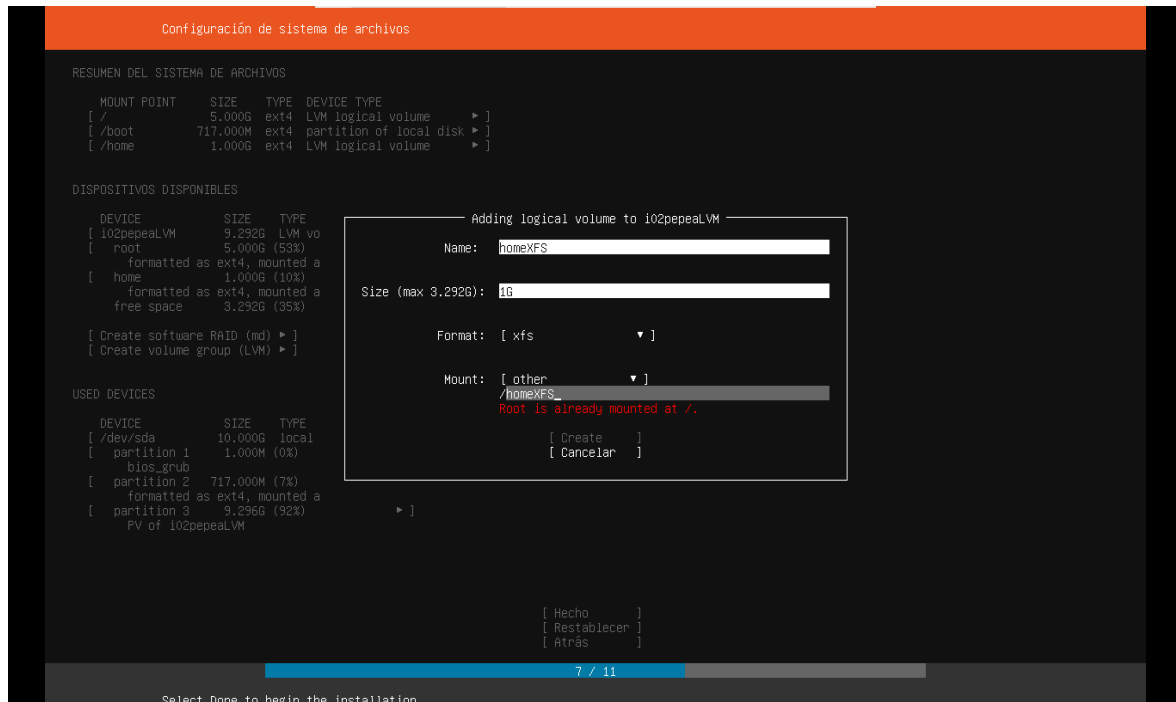 Configuración de sistema de archivos
RESUMEN DEL SISTEMA DE ARCHIVOS
MOUNT POINT SIZE TYPE DEVICE TYPE
[ / 5.000G ext4 LVM logical volume ▸ ]
[ /boot 717.000M ext4 partition of local disk ▸ ]
[ /home 1.000G ext4 LVM logical volume ▸ ]
DISPOSITIVOS DISPONIBLES
DEVICE SIZE TYPE
[ i02pepeaLVM 9.292G LVM vo
[ root 5.000G (53%)
formatted as ext4, mounted a
[ home 1.000G (10%)
formatted as ext4, mounted a
free space 3.292G (35%)
[ Create software RAID (md) ▸ ]
[ Create volume group (LVM) ▸ ]
USED DEVICES
DEVICE SIZE TYPE
[ /dev/sda 10.000G local
[ partition 1 1.000M (0%)
bios_grub
[ partition 2 717.000M (7%)
formatted as ext4, mounted a
[ partition 3 9.296G (92%) ▸ ]
PV of i02pepeaLVM
Adding logical volume to i02pepeaLVM
Name: homeXFS
Size (max 3.292G): 1G
Format: [ xfs ▾ ]
Mount: [ other ▾ ]
/homeXFS_
Root is already mounted at /.
[ Create ]
[ Cancelar ]
[ Hecho ]
[ Restablecer ]
[ Atrás ]
7 / 11
Select Done to begin the installation